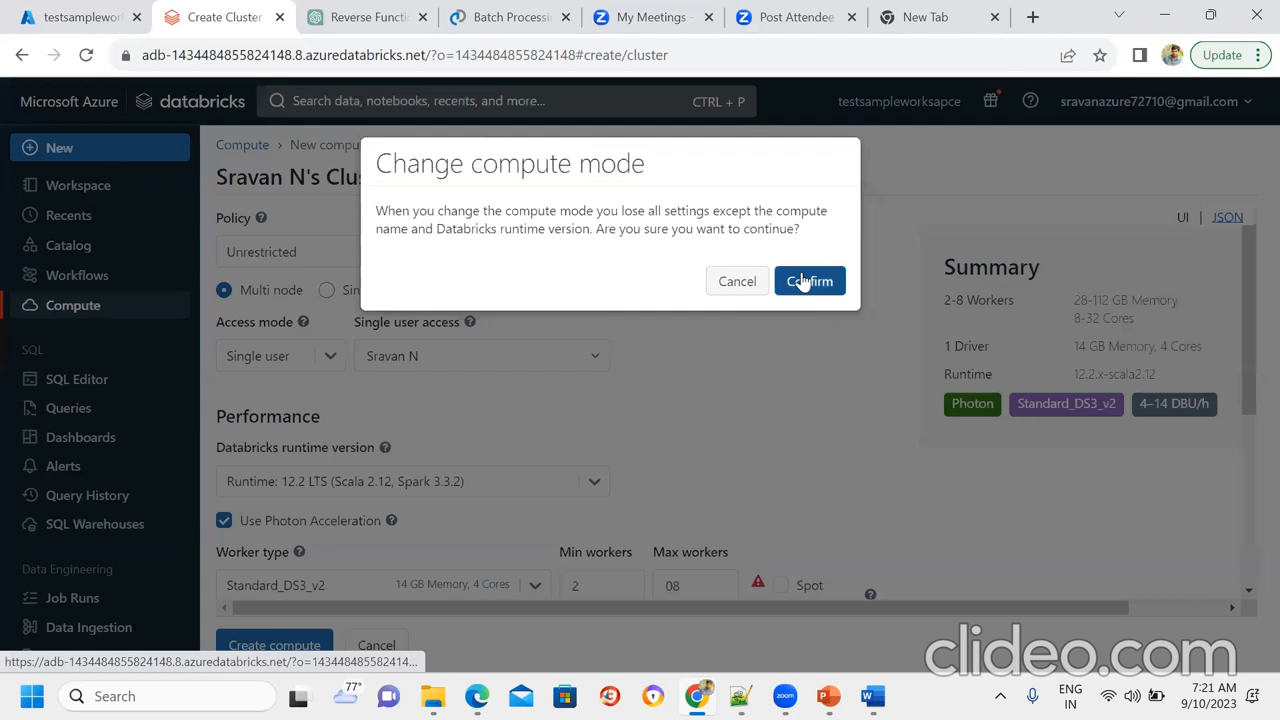 testsamplework
Create Cluster
Reverse Functi
Batch Processi
My Meetings -
Post Attendee
New Tab
adb-1434484855824148.8.azuredatabricks.net/?o=1434484855824148#create/cluster
Update
Microsoft Azure
databricks
Search data, notebooks, recents, and more...
CTRL + P
testsampleworksapce
sravanazure72710@gmail.com
New
Workspace
Recents
Catalog
Workflows
Compute
SQL
SQL Editor
Queries
Dashboards
Alerts
Query History
SQL Warehouses
Data Engineering
Job Runs
Data Ingestion
Compute > New compu
Sravan N's Clu
Policy
Unrestricted
Multi node
Sin
Access mode
Single user access
Single user
Sravan N
Performance
Databricks runtime version
Runtime: 12.2 LTS (Scala 2.12, Spark 3.3.2)
Use Photon Acceleration
Worker type
Min workers
Max workers
Standard_DS3_v2
14 GB Memory, 4 Cores
2
08
Spot
Create compute
Cancel
Change compute mode
When you change the compute mode you lose all settings except the compute
name and Databricks runtime version. Are you sure you want to continue?
Cancel
Confirm
UI | JSON
Summary
2-8 Workers
28-112 GB Memory,
8-32 Cores
1 Driver
14 GB Memory, 4 Cores
Runtime
12.2.x-scala2.12
Photon
Standard_DS3_v2
4–14 DBU/h
https://adb-1434484855824148.8.azuredatabricks.net/?o=143448485582414...
clideo.com
Search
77°
ENG
IN
7:21 AM
9/10/2023